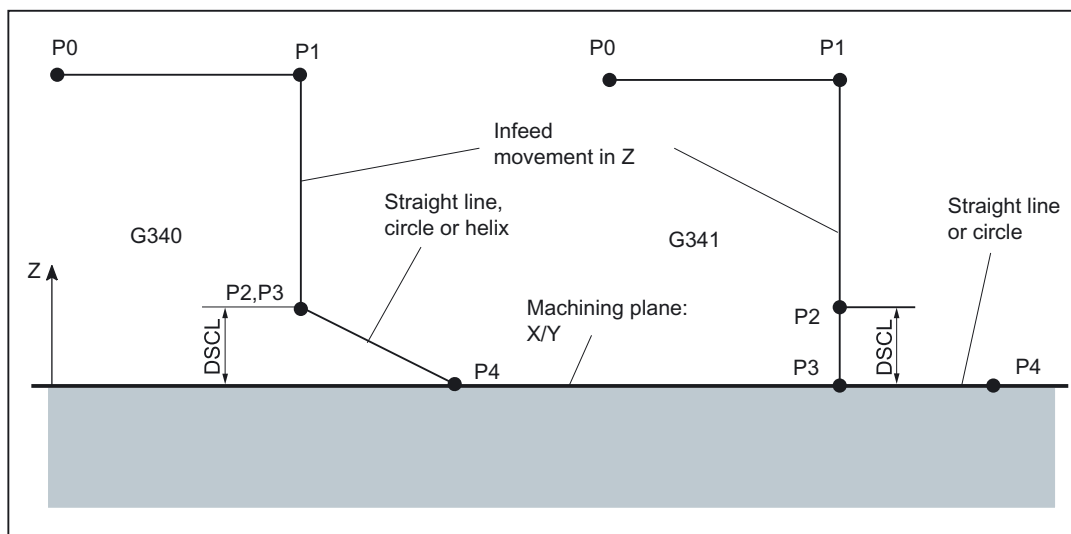 P0
P1
P0
P1
Infeed
movement in Z
Straight line,
circle or helix
Straight line
or circle
G340
G341
Z
P2,P3
DSCL
Machining plane:
X/Y
P2
DSCL
P4
P3
P4